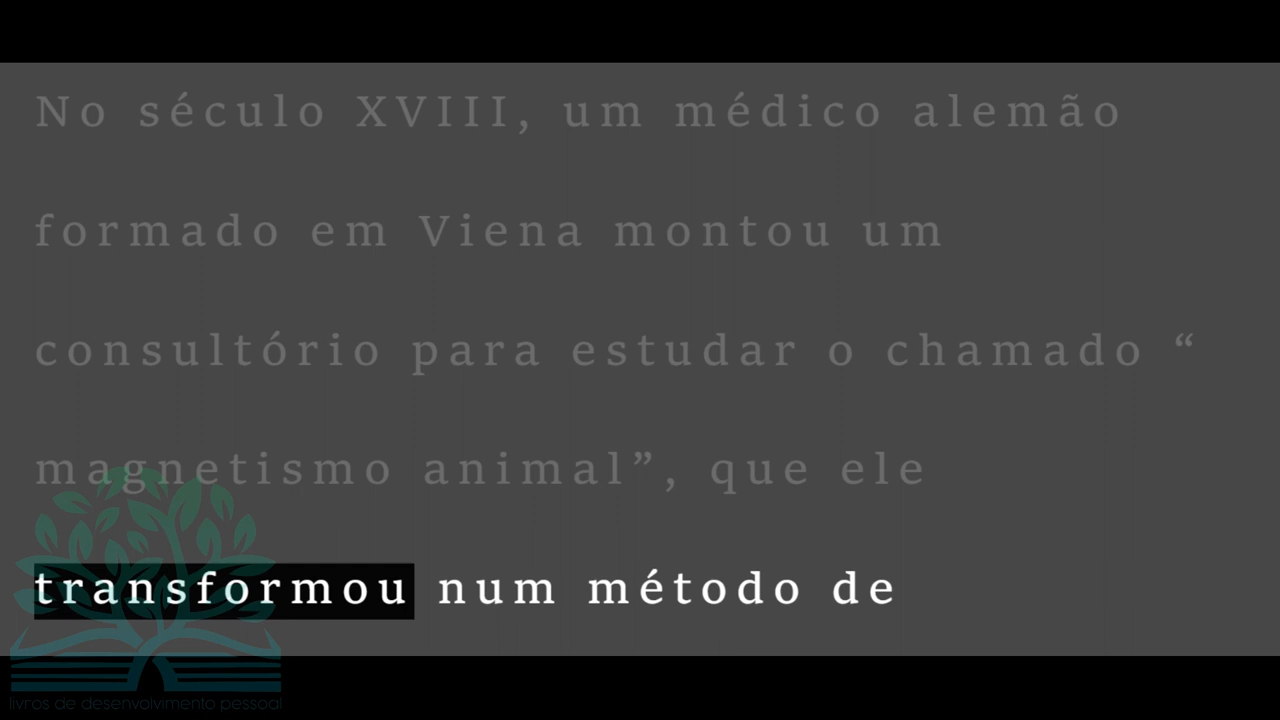 No século XVIII, um médico alemão
formado em Viena montou um
consultório para estudar o chamado “
magnetismo animal”, que ele
transformou num método de
livros de desenvolvimento pessoal